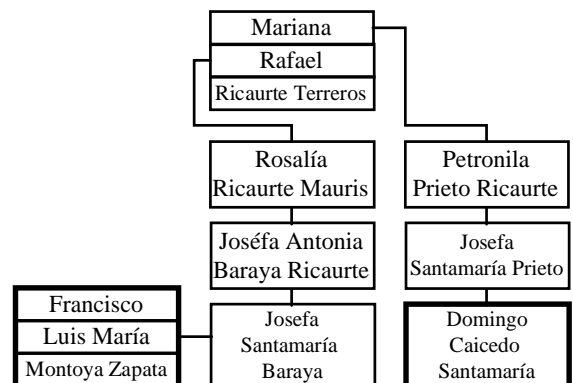 Mariana
Rafael
Ricaurte Terreros
Rosalía
Ricaurte Mauris
Petronila
Prieto Ricaurte
Joséfa Antonia
Baraya Ricaurte
Josefa
Santamaría Prieto
Francisco
Luis María
Montoya Zapata
Josefa
Santamaría
Baraya
Domingo
Caicedo
Santamaría